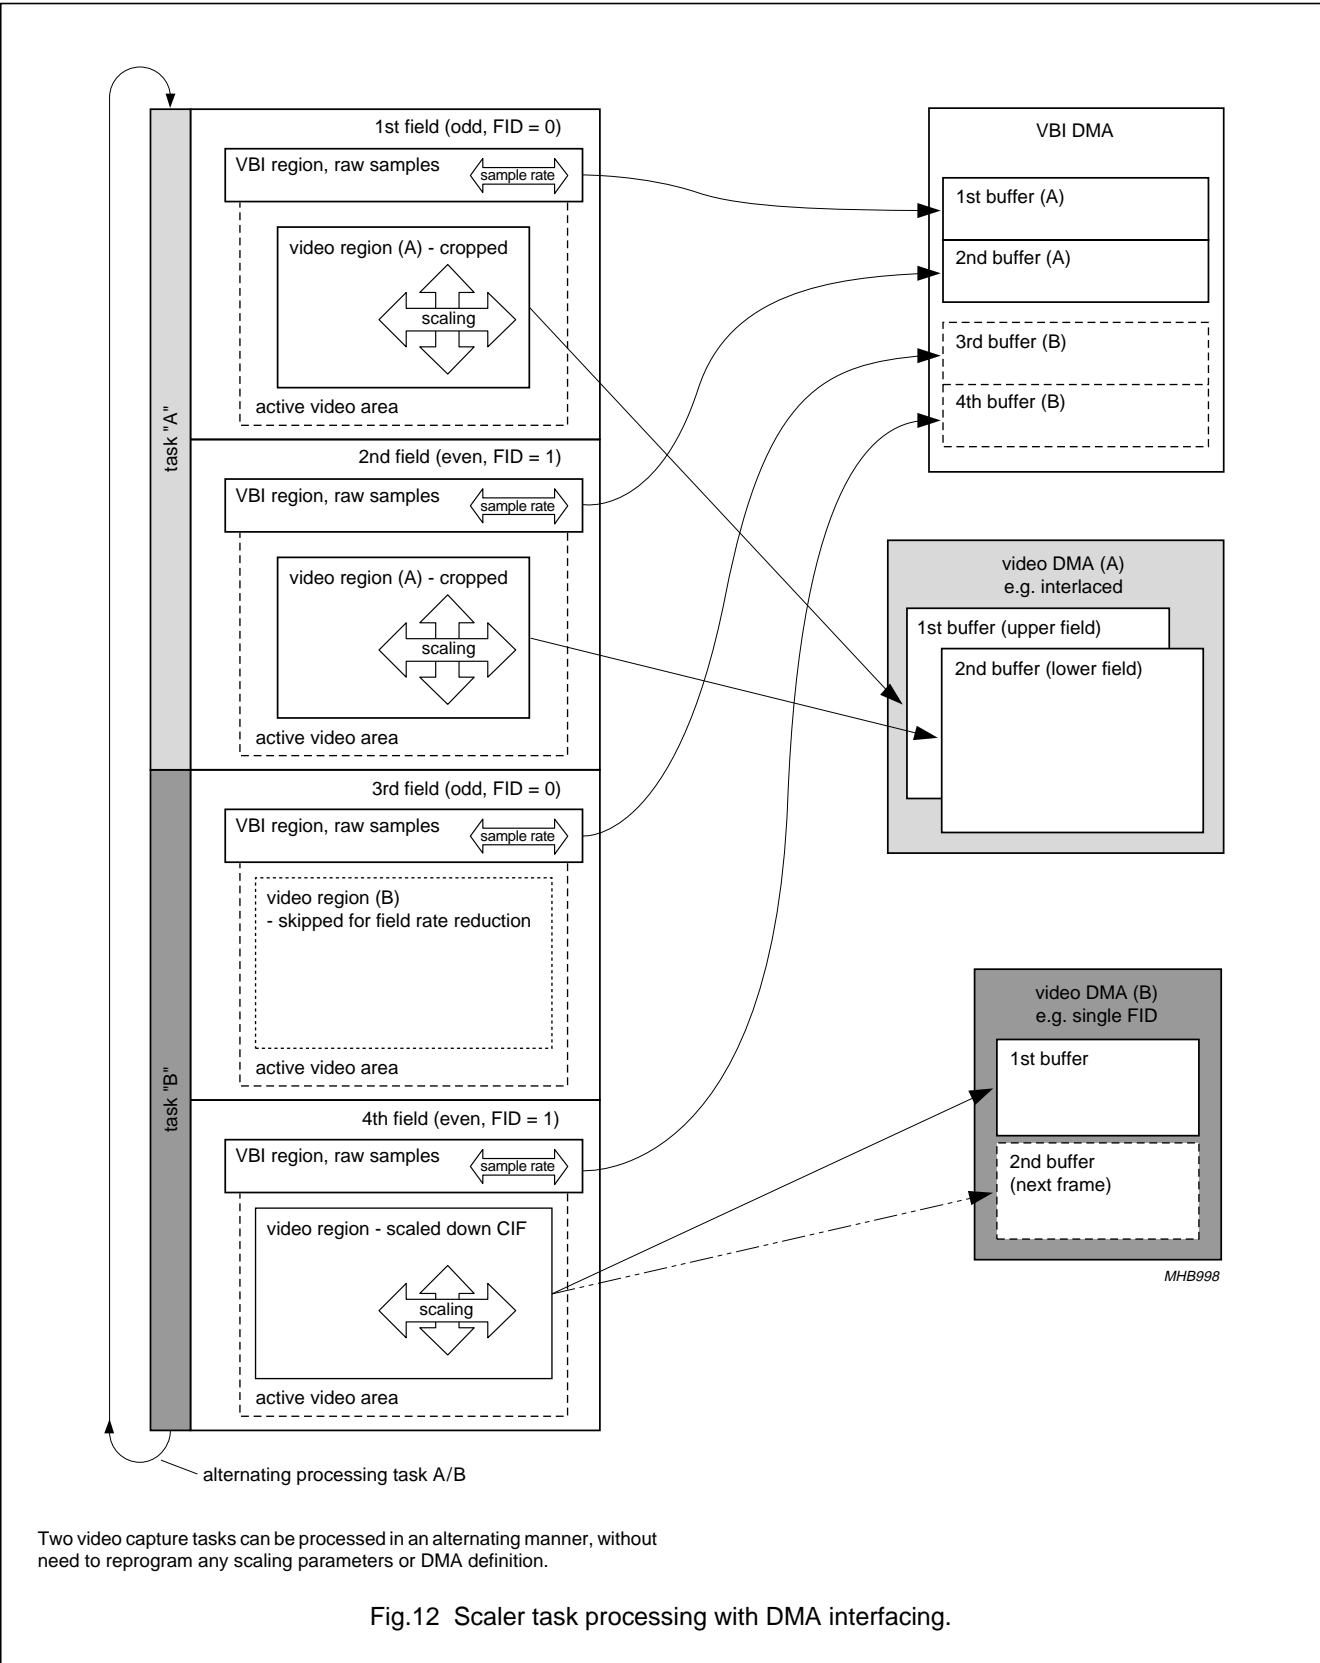 1st field (odd, FID = 0)
VBI region, raw samples
sample rate
video region (A) - cropped
scaling
active video area
2nd field (even, FID = 1)
VBI region, raw samples
sample rate
video region (A) - cropped
scaling
active video area
task "A"
3rd field (odd, FID = 0)
VBI region, raw samples
sample rate
video region (B)
- skipped for field rate reduction
active video area
4th field (even, FID = 1)
VBI region, raw samples
sample rate
video region - scaled down CIF
scaling
active video area
task "B"
alternating processing task A/B
VBI DMA
1st buffer (A)
2nd buffer (A)
3rd buffer (B)
4th buffer (B)
video DMA (A)
e.g. interlaced
1st buffer (upper field)
2nd buffer (lower field)
video DMA (B)
e.g. single FID
1st buffer
2nd buffer
(next frame)
MHB998
Two video capture tasks can be processed in an alternating manner, without
need to reprogram any scaling parameters or DMA definition.
Fig.12 Scaler task processing with DMA interfacing.